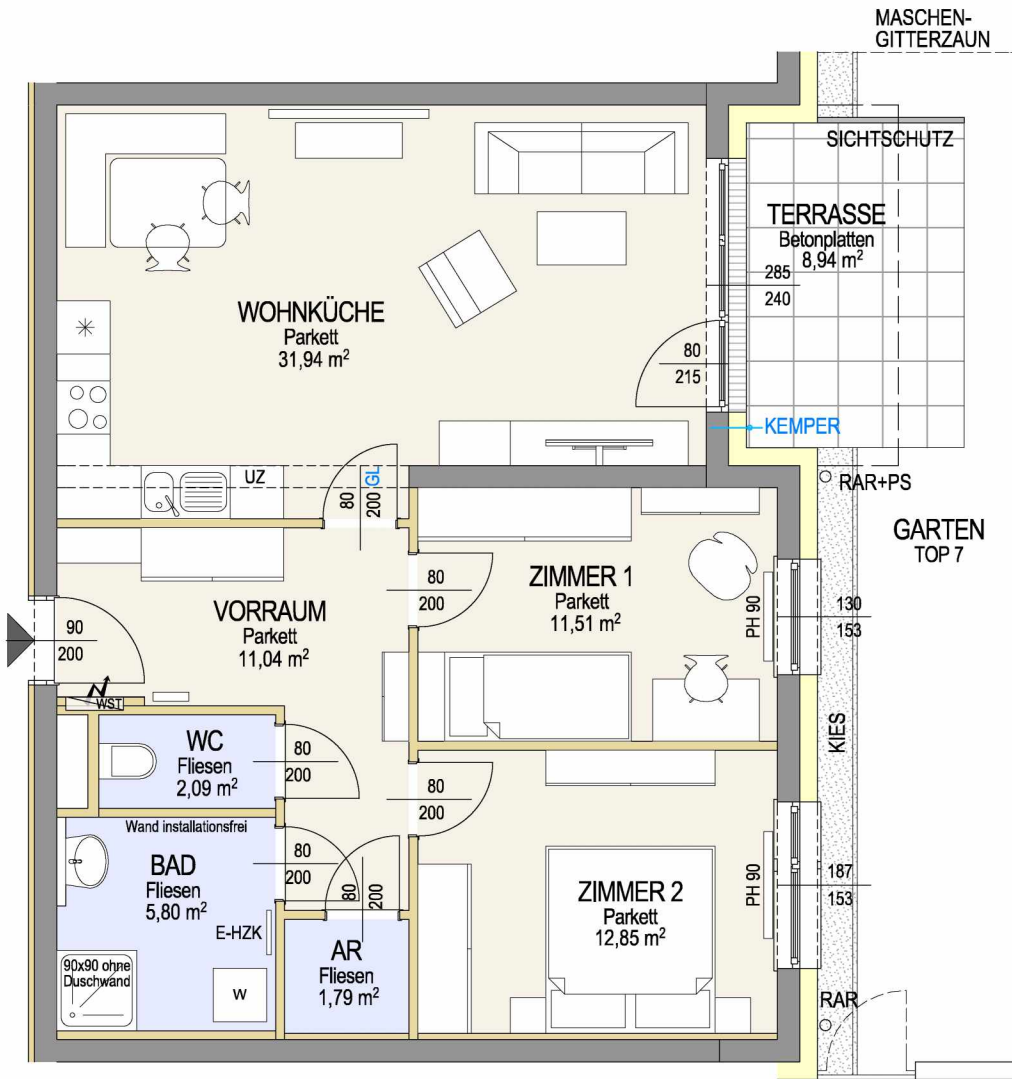 MASCHEN-
GITTERZAUN
SICHTSCHUTZ
TERRASSE
Betonplatten
8,94 m²
285
240
WOHNKÜCHE
Parkett
31,94 m²
80
215
KEMPER
UZ
GL
80
200
RAR+PS
GARTEN
TOP 7
ZIMMER 1
Parkett
11,51 m²
80
200
PH 90
130
153
VORRAUM
Parkett
11,04 m²
90
200
WST
WC
Fliesen
2,09 m²
80
200
KIES
80
200
Wand installationsfrei
BAD
Fliesen
5,80 m²
80
200
80
200
E-HZK
90x90 ohne
Duschwand
W
AR
Fliesen
1,79 m²
ZIMMER 2
Parkett
12,85 m²
PH 90
187
153
RAR